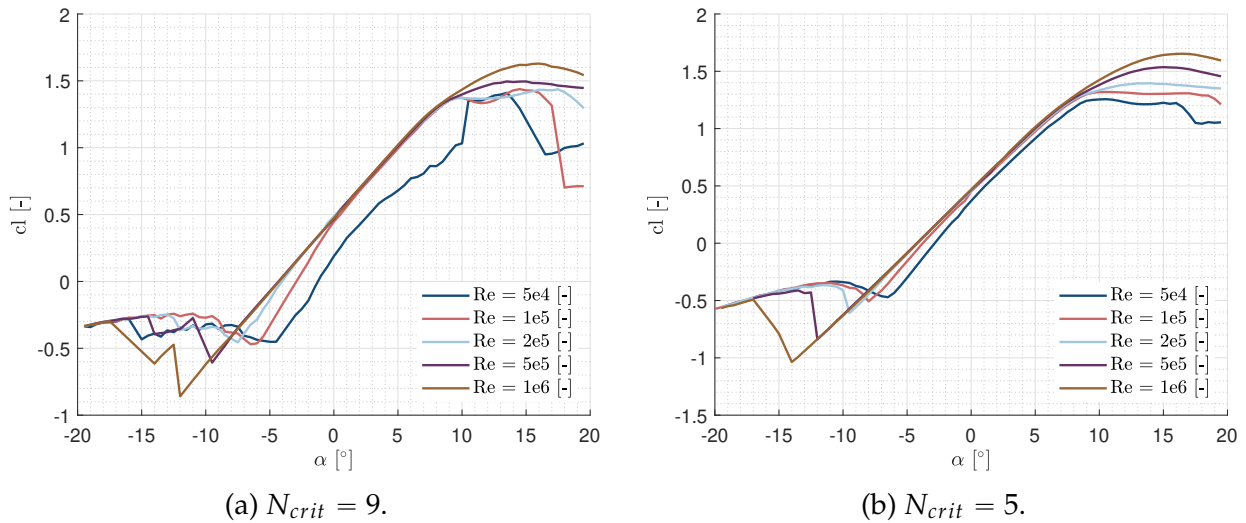 2
1.5
1
0.5
0
-0.5
-1
cl [-]
-20 -15 -10 -5 0 5 10 15 20
α [°]
Re = 5e4 [-]
Re = 1e5 [-]
Re = 2e5 [-]
Re = 5e5 [-]
Re = 1e6 [-]
(a) N_crit = 9.
2
1.5
1
0.5
0
-0.5
-1
-1.5
cl [-]
-20 -15 -10 -5 0 5 10 15 20
α [°]
Re = 5e4 [-]
Re = 1e5 [-]
Re = 2e5 [-]
Re = 5e5 [-]
Re = 1e6 [-]
(b) N_crit = 5.